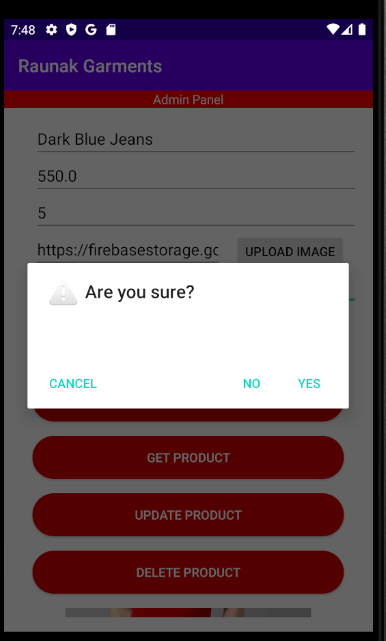 7:48
Raunak Garments
Admin Panel
Dark Blue Jeans
550.0
5
https://firebasestorage.gc
UPLOAD IMAGE
Are you sure?
CANCEL
NO
YES
GET PRODUCT
UPDATE PRODUCT
DELETE PRODUCT